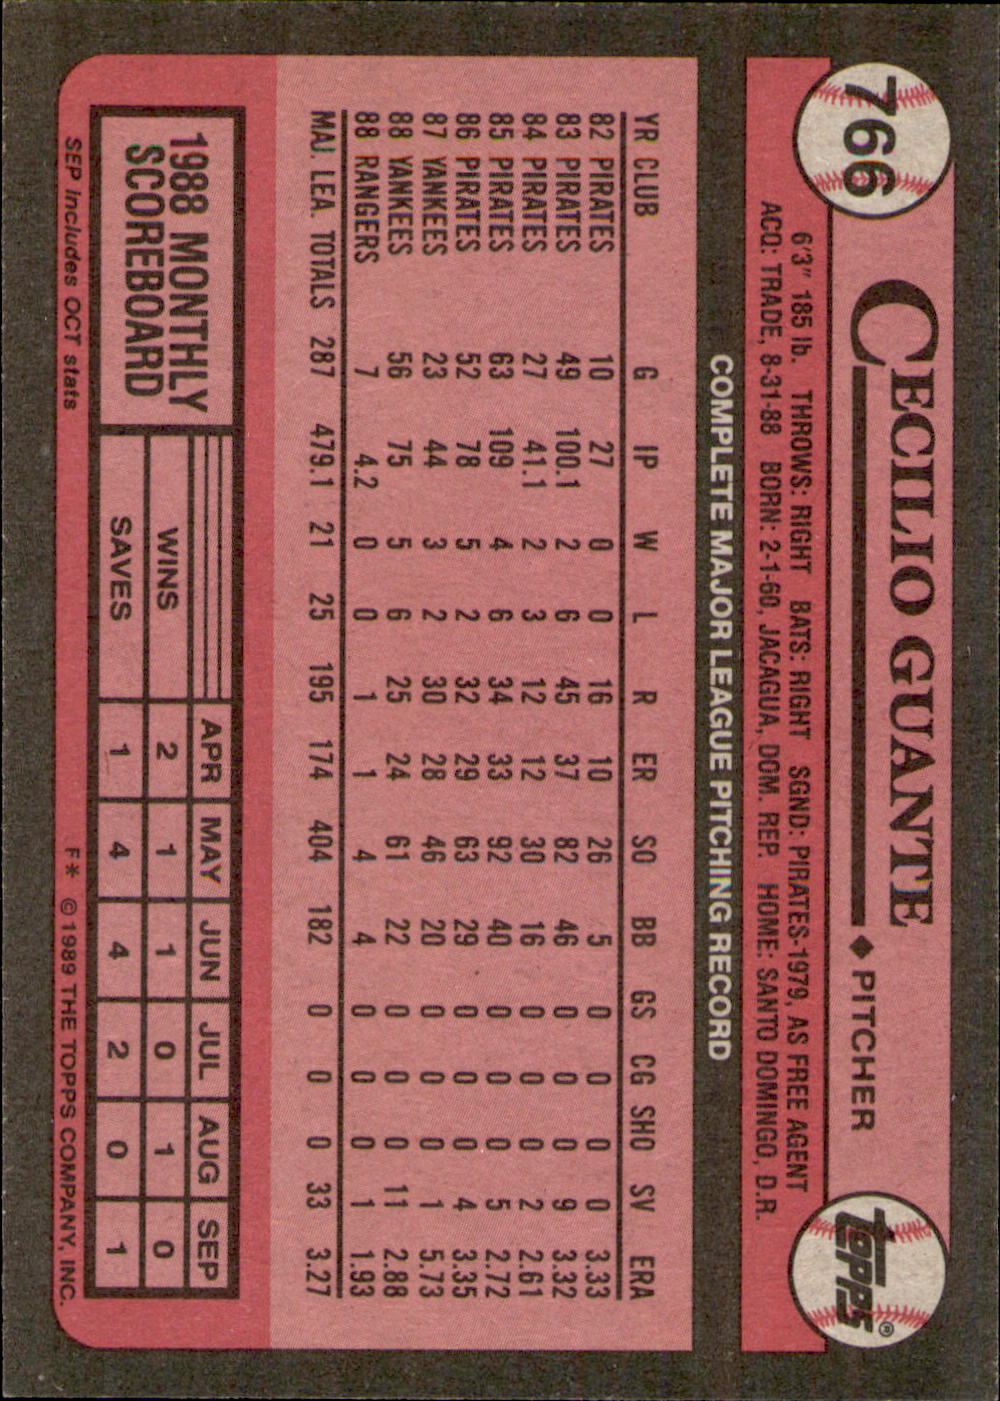 766
CECILIO GUANTE ◆ PITCHER
TOPPS®
6'3" 185 lb. THROWS: RIGHT BATS: RIGHT SGND: PIRATES-1979, AS FREE AGENT
ACQ: TRADE, 8-31-88 BORN: 2-1-60, JACAGUA, DOM. REP. HOME: SANTO DOMINGO, D.R.
COMPLETE MAJOR LEAGUE PITCHING RECORD
YR CLUB G IP W L R ER SO BB GS CG SHO SV ERA
82 PIRATES 10 27 0 0 16 10 26 5 0 0 0 0 3.33
83 PIRATES 49 100.1 2 6 45 37 82 46 0 0 0 9 3.32
84 PIRATES 27 41.1 2 3 12 12 30 16 0 0 0 2 2.61
85 PIRATES 63 109 4 6 34 33 92 40 0 0 0 5 2.72
86 PIRATES 52 78 5 2 32 29 63 29 0 0 0 4 3.35
87 YANKEES 23 44 3 2 30 28 46 20 0 0 0 1 5.73
88 YANKEES 56 75 5 6 25 24 61 22 0 0 0 11 2.88
88 RANGERS 7 4.2 0 0 1 1 4 4 0 0 0 1 1.93
MAJ. LEA. TOTALS 287 479.1 21 25 195 174 404 182 0 0 0 33 3.27
1988 MONTHLY
SCOREBOARD
APR MAY JUN JUL AUG SEP
WINS 2 1 1 0 1 0
SAVES 1 4 4 2 0 1
SEP includes OCT stats
F* © 1989 THE TOPPS COMPANY, INC.